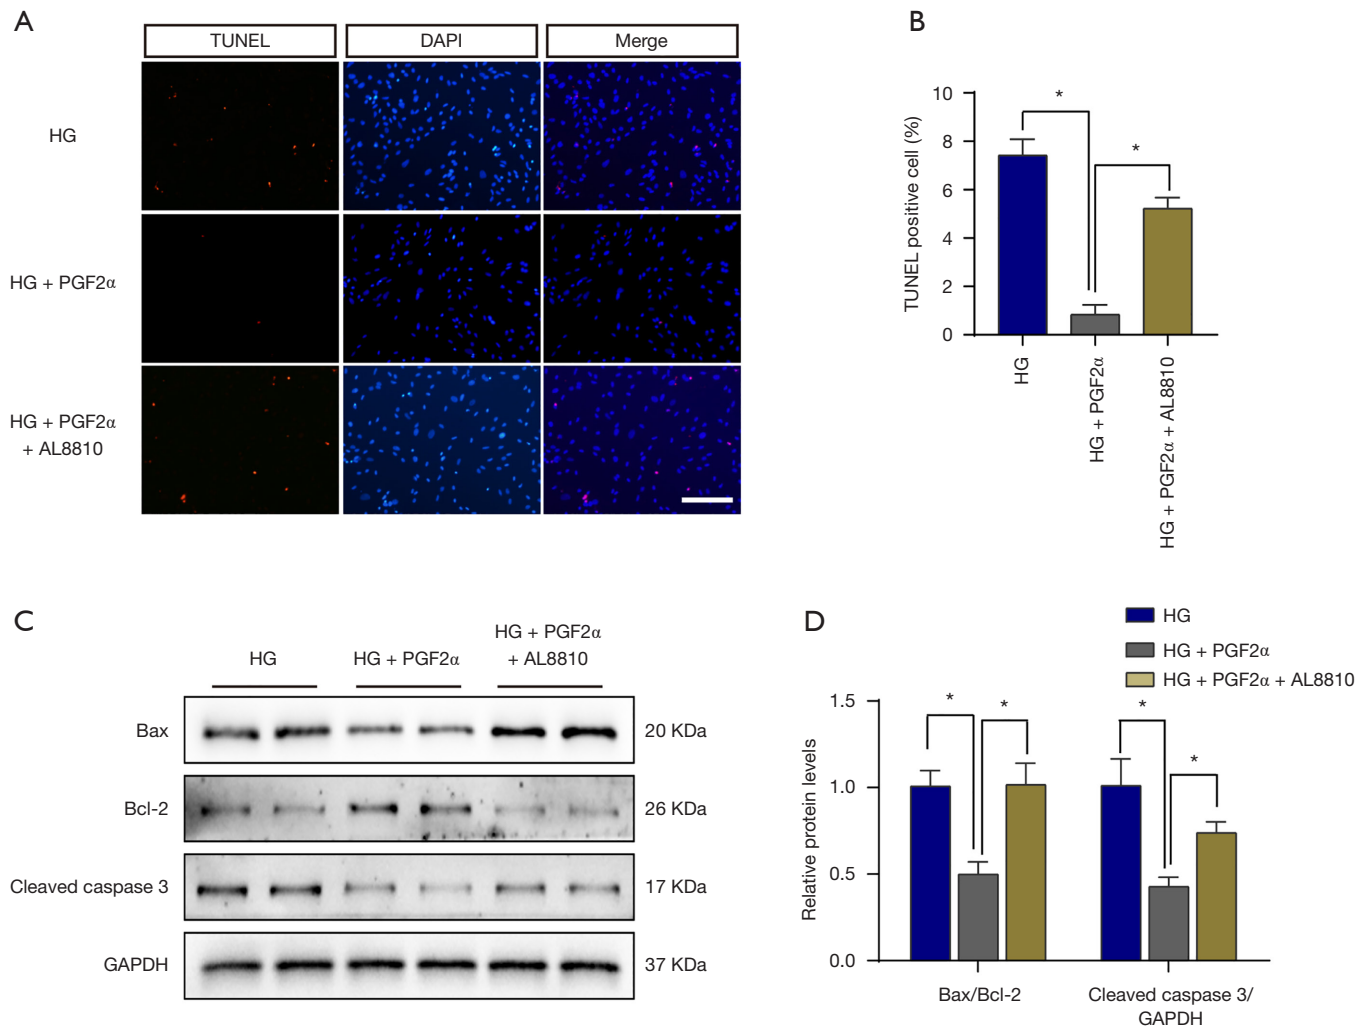 A
TUNEL
DAPI
Merge
HG
HG + PGF2α
HG + PGF2α
+ AL8810
B
TUNEL positive cell (%)
10
8
6
4
2
0
*
*
HG
HG + PGF2α
HG + PGF2α + AL8810
C
HG
HG + PGF2α
HG + PGF2α
+ AL8810
Bax
20 KDa
Bcl-2
26 KDa
Cleaved caspase 3
17 KDa
GAPDH
37 KDa
D
HG
HG + PGF2α
HG + PGF2α + AL8810
Relative protein levels
1.5
1.0
0.5
0.0
*
*
*
*
Bax/Bcl-2
Cleaved caspase 3/
GAPDH